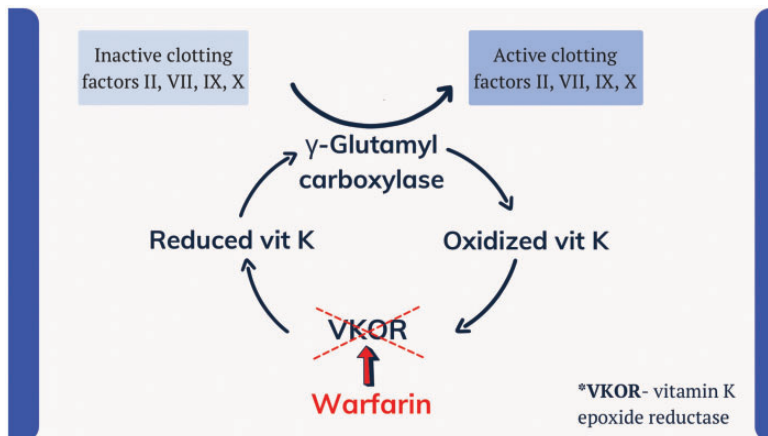 Inactive clotting
factors II, VII, IX, X
Active clotting
factors II, VII, IX, X
γ-Glutamyl
carboxylase
Reduced vit K
Oxidized vit K
VKOR
Warfarin
*VKOR- vitamin K
epoxide reductase